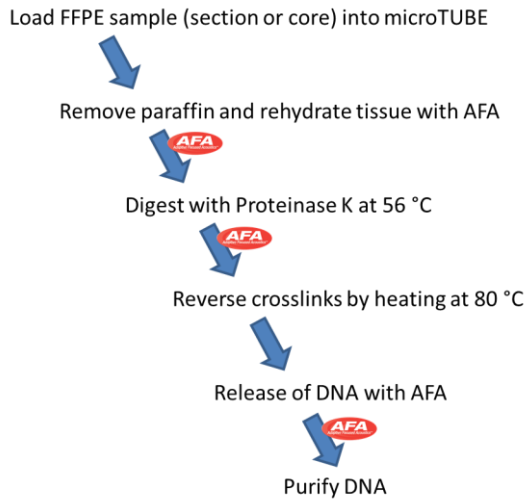 Load FFPE sample (section or core) into microTUBE
Remove paraffin and rehydrate tissue with AFA
AFA
Digest with Proteinase K at 56 °C
AFA
Reverse crosslinks by heating at 80 °C
Release of DNA with AFA
AFA
Purify DNA